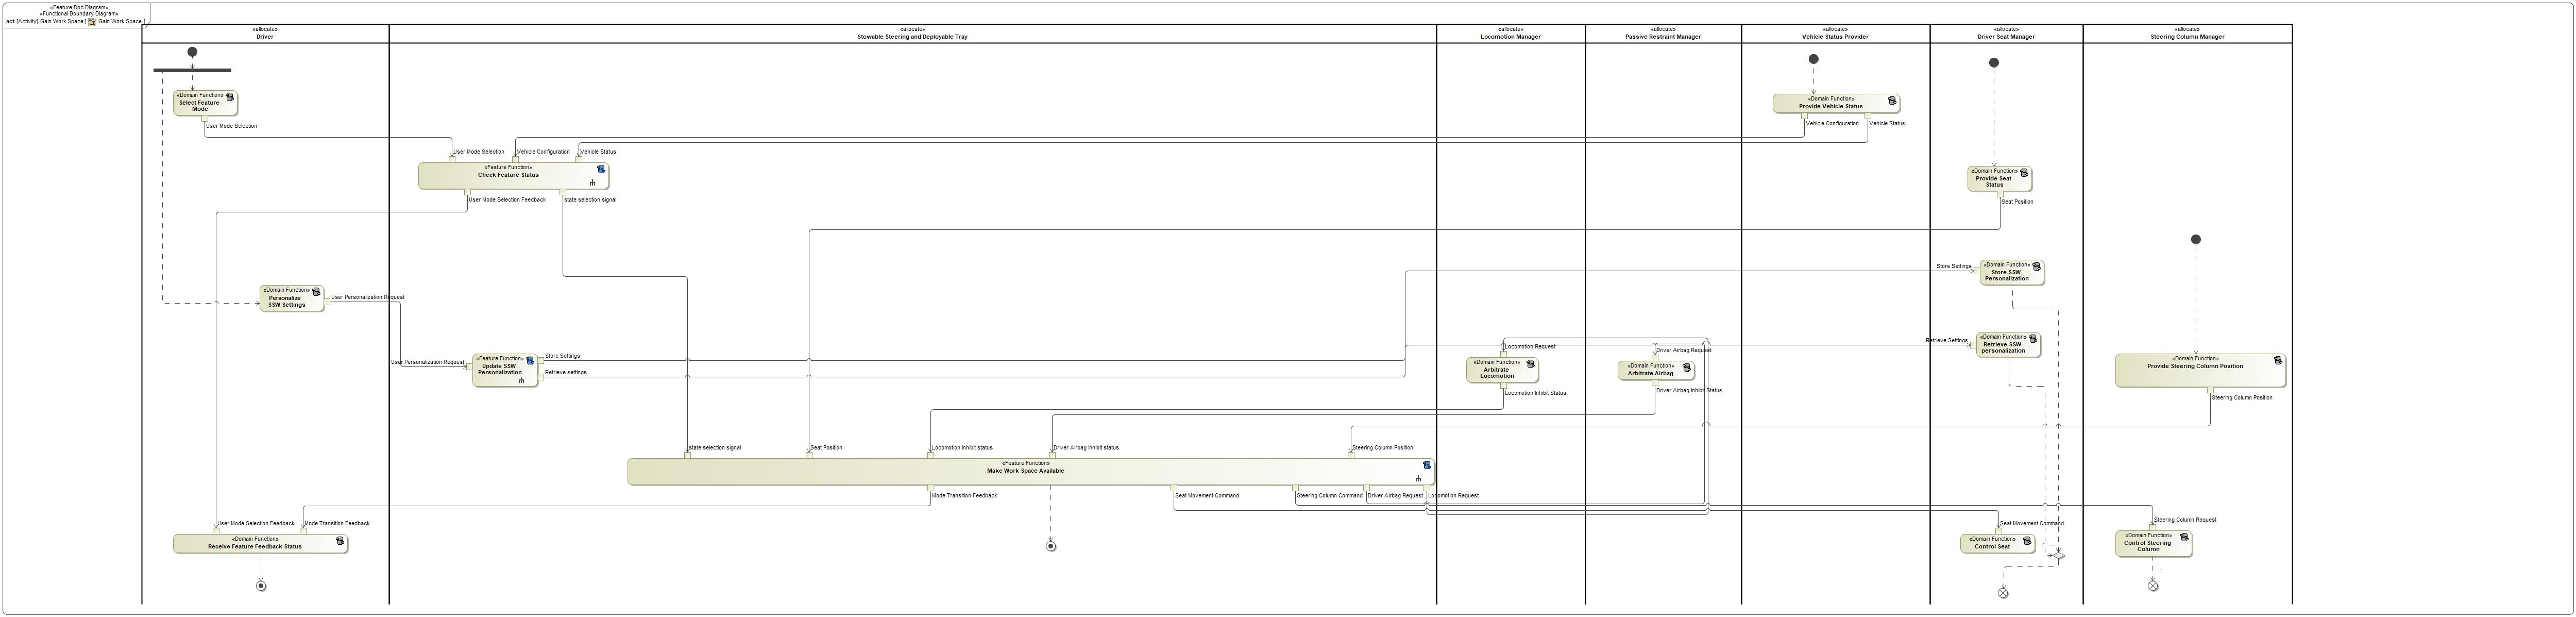 «Feature Doc Diagram»
«Functional Boundary Diagram»
act [Activity] Gain Work Space [ Gain Work Space ]
«allocate»
Driver
«allocate»
Stowable Steering and Deployable Tray
«allocate»
Locomotion Manager
«allocate»
Passive Restraint Manager
«allocate»
Vehicle Status Provider
«allocate»
Driver Seat Manager
«allocate»
Steering Column Manager
«Domain Function»
Select Feature
Mode
User Mode Selection
«Domain Function»
Provide Vehicle Status
Vehicle Configuration
Vehicle Status
User Mode Selection
Vehicle Configuration
Vehicle Status
«Feature Function»
Check Feature Status
User Mode Selection Feedback
state selection signal
«Domain Function»
Provide Seat
Status
Seat Position
Store Settings
«Domain Function»
Store SSW
Personalization
«Domain Function»
Personalize
SSW Settings
User Personalization Request
User Personalization Request
«Feature Function»
Update SSW
Personalization
Store Settings
Retrieve settings
Locomotion Request
«Domain Function»
Arbitrate
Locomotion
Locomotion Inhibit Status
Driver Airbag Request
«Domain Function»
Arbitrate Airbag
Driver Airbag Inhibit Status
Retrieve Settings
«Domain Function»
Retrieve SSW
personalization
«Domain Function»
Provide Steering Column Position
Steering Column Position
state selection signal
Seat Position
Locomotion Inhibit status
Driver Airbag Inhibit status
Steering Column Position
«Feature Function»
Make Work Space Available
Mode Transition Feedback
Seat Movement Command
Steering Column Command
Driver Airbag Request
Locomotion Request
User Mode Selection Feedback
Mode Transition Feedback
«Domain Function»
Receive Feature Feedback Status
Seat Movement Command
«Domain Function»
Control Seat
Steering Column Request
«Domain Function»
Control Steering
Column